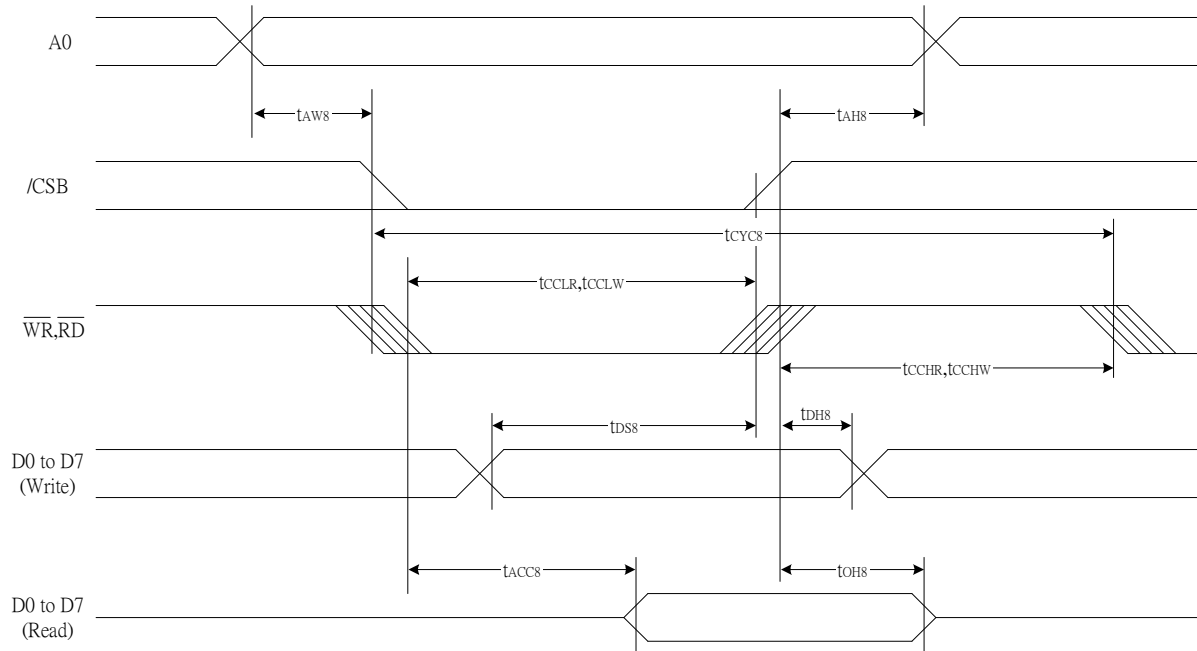 A0
tAW8
tAH8
/CSB
tCYC8
tCCLR,tCCLW
WR,RD
tCCHR,tCCHW
tDS8
tDH8
D0 to D7
(Write)
tACC8
tOH8
D0 to D7
(Read)